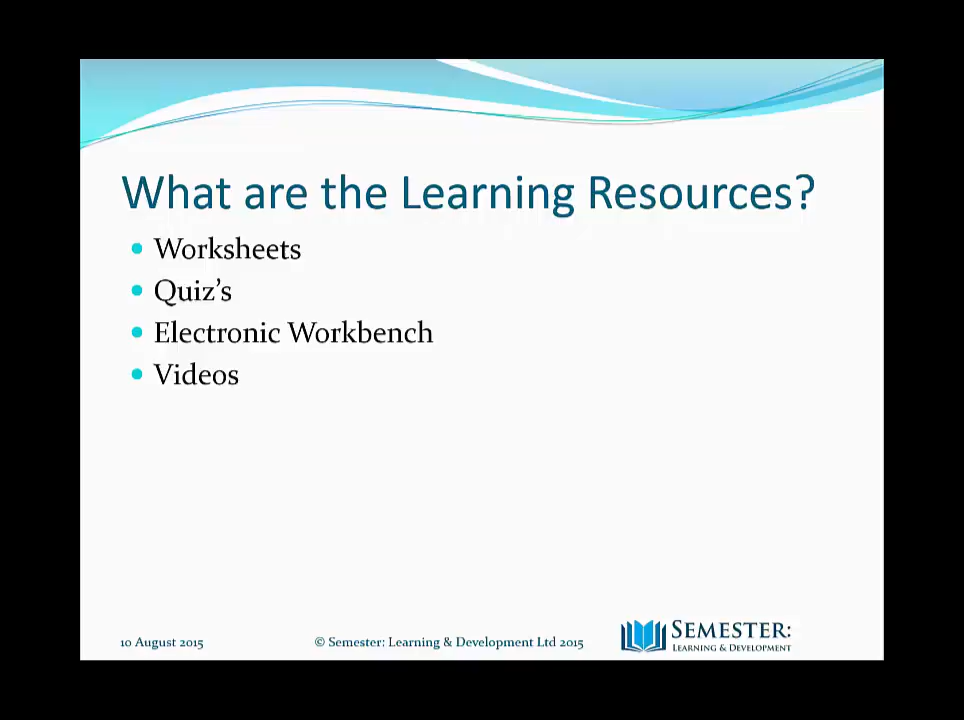 What are the Learning Resources?
Worksheets
Quiz’s
Electronic Workbench
Videos
10 August 2015
© Semester: Learning & Development Ltd 2015
SEMESTER:
LEARNING & DEVELOPMENT